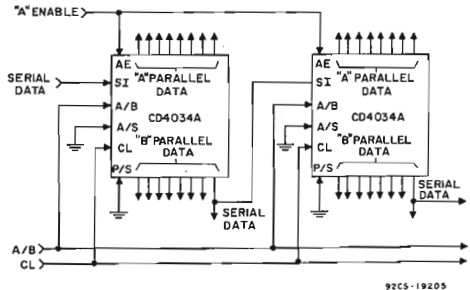 "A" ENABLE
AE
SI
A/B
A/S
CL
P/S
"A" PARALLEL
DATA
CD4034A
"B" PARALLEL
DATA
SERIAL
DATA
SERIAL
DATA
AE
SI
A/B
A/S
CL
P/S
"A" PARALLEL
DATA
CD4034A
"B" PARALLEL
DATA
SERIAL
DATA
A/B
CL
92CS-19205